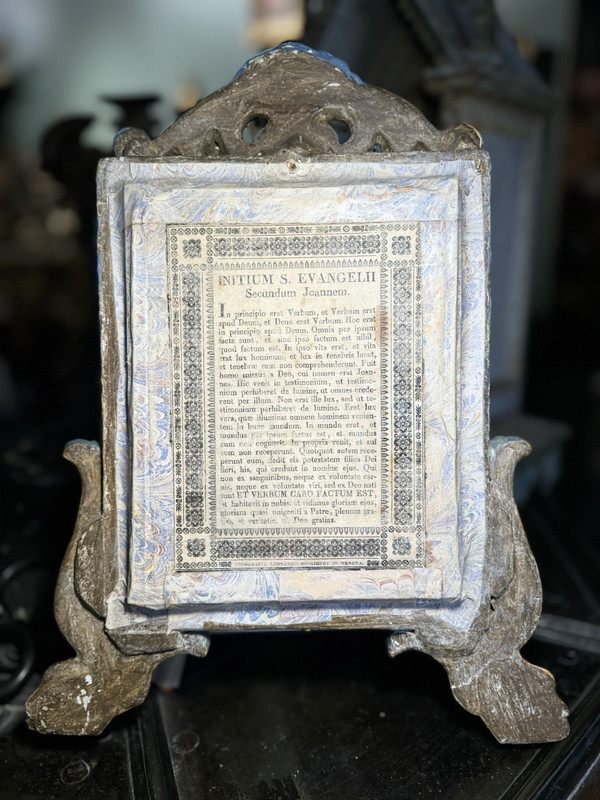 INITIUM S. EVANGELII
Secundum Joannem.
In principio erat Verbum, et Verbum erat
apud Deum, et Deus erat Verbum. Hoc erat
in principio apud Deum. Omnia per ipsum
facta sunt, et sine ipso factum est nihil,
quod factum est. In ipso vita erat, et vita
erat lux hominum, et lux in tenebris lucet,
et tenebræ eam non comprehenderunt. Fuit
homo missus a Deo, cui nomen erat Joan-
nes. Hic venit in testimonium, ut testimo-
nium perhiberet de lumine, ut omnes crede-
rent per illum. Non erat ille lux, sed ut te-
stimonium perhiberet de lumine. Erat lux
vera, quæ illuminat omnem hominem venien-
tem in hunc mundum. In mundo erat, et
mundus per ipsum factus est, et mundus
eum non cognovit. In propria venit, et sui
eum non receperunt. Quotquot autem rece-
perunt eum, dedit eis potestatem filios Dei
fieri, his, qui credunt in nomine ejus. Qui
non ex sanguinibus, neque ex voluntate car-
nis, neque ex voluntate viri, sed ex Deo nati
sunt ET VERBUM CARO FACTUM EST,
et habitavit in nobis: et vidimus gloriam ejus,
gloriam quasi unigeniti a Patre, plenum gra-
tiæ, et veritatis. Deo gratias.
VERONA.